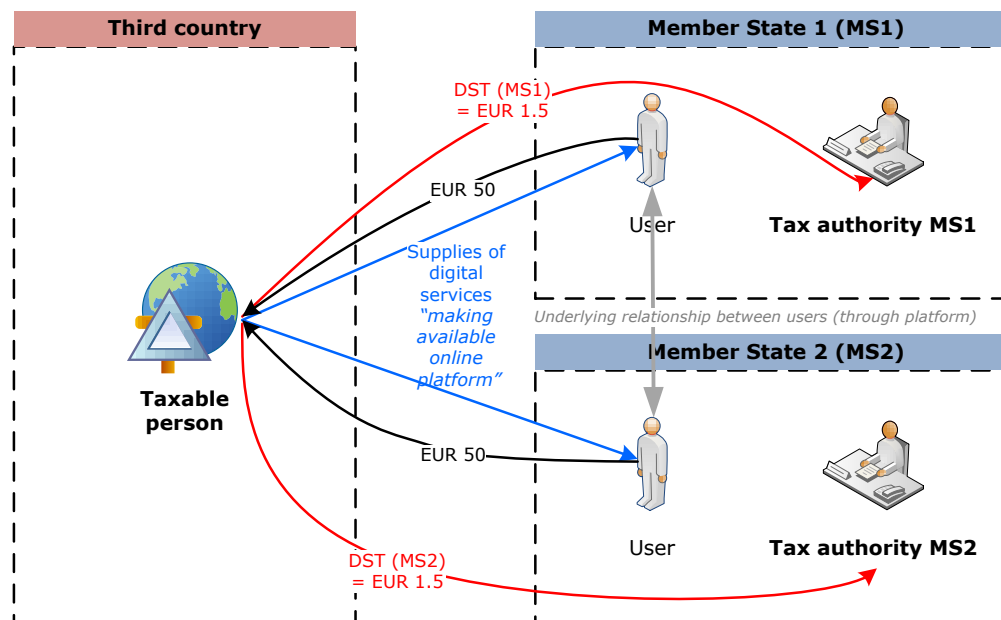 Third country
Member State 1 (MS1)
DST (MS1)
= EUR 1.5
EUR 50
User
Tax authority MS1
Supplies of
digital
services
“making
available
online
platform”
Underlying relationship between users (through platform)
Member State 2 (MS2)
Taxable
person
EUR 50
User
Tax authority MS2
DST (MS2)
= EUR 1.5